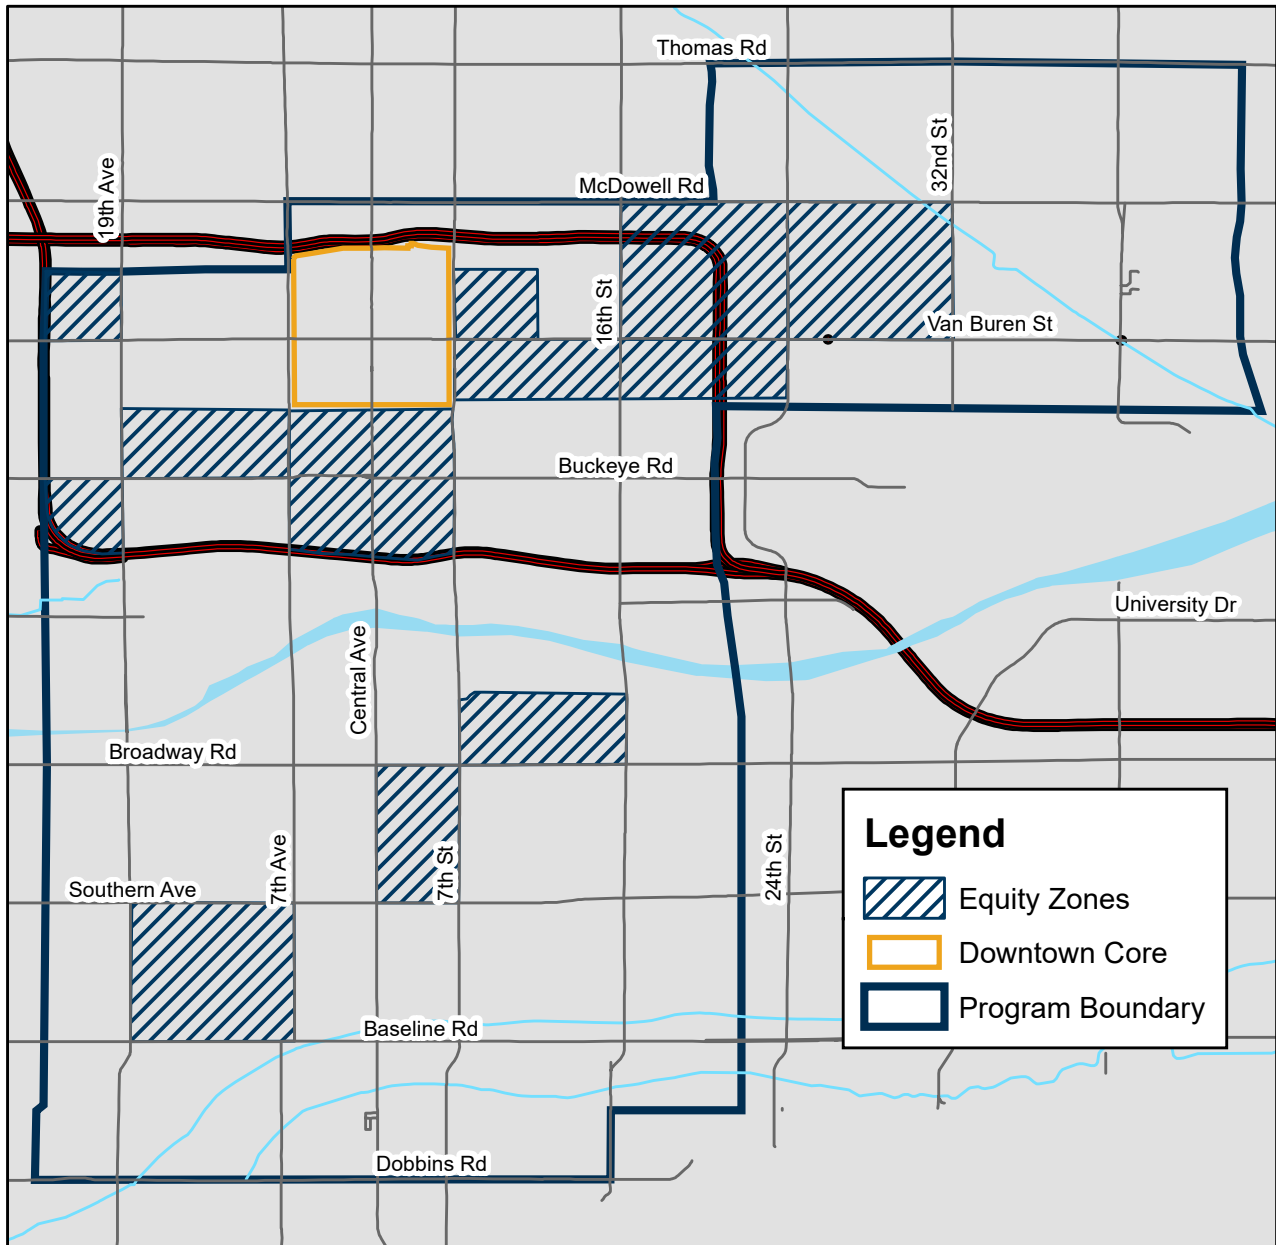 Thomas Rd
32nd St
19th Ave
McDowell Rd
16th St
Van Buren St
Buckeye Rd
University Dr
Central Ave
Broadway Rd
7th Ave
7th St
24th St
Southern Ave
Legend
Equity Zones
Downtown Core
Program Boundary
Baseline Rd
Dobbins Rd